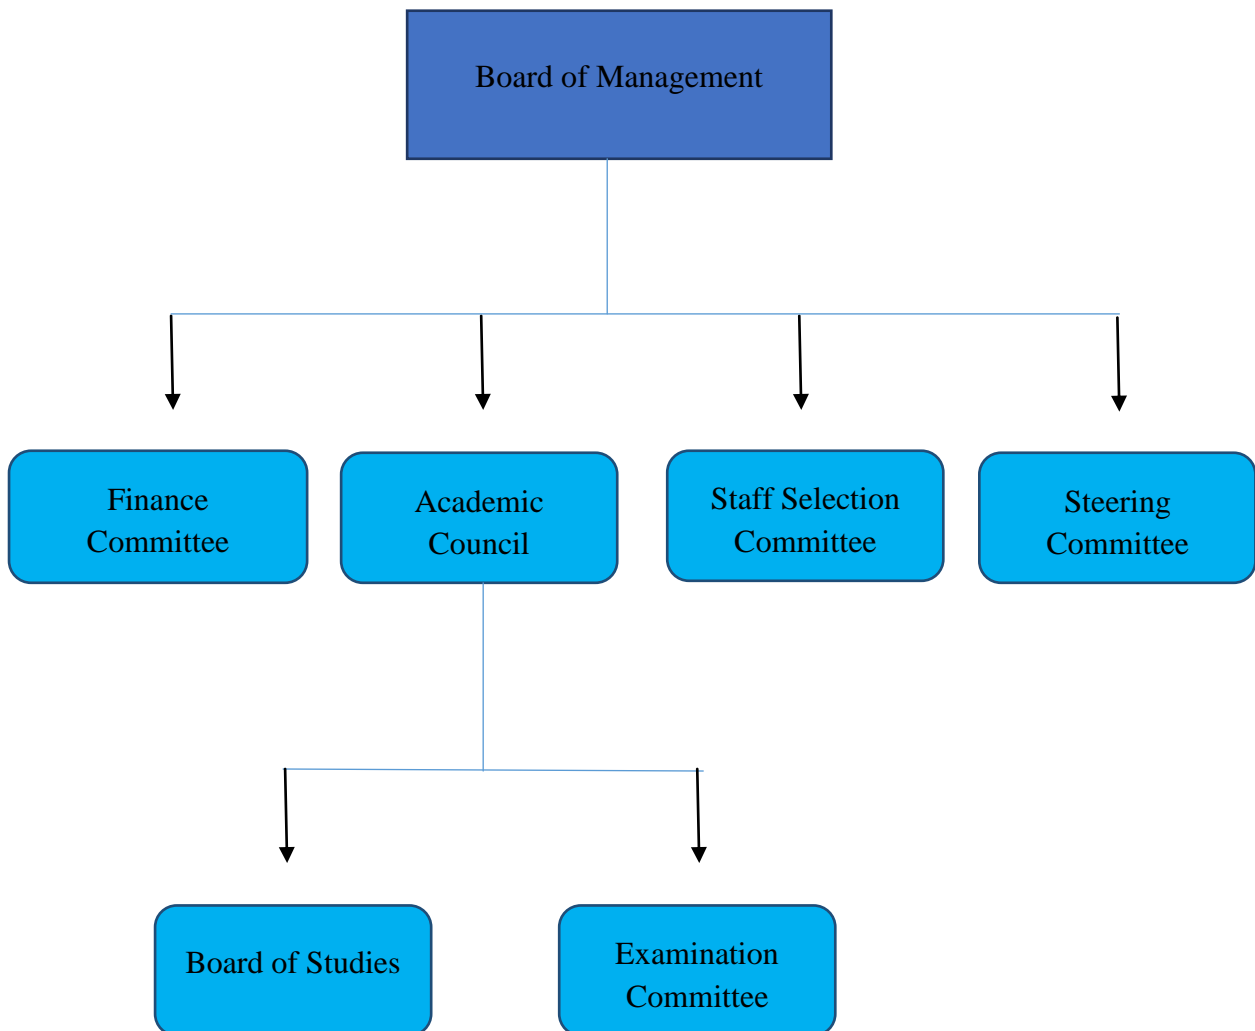 Board of Management
Finance
Committee
Academic
Council
Staff Selection
Committee
Steering
Committee
Board of Studies
Examination
Committee